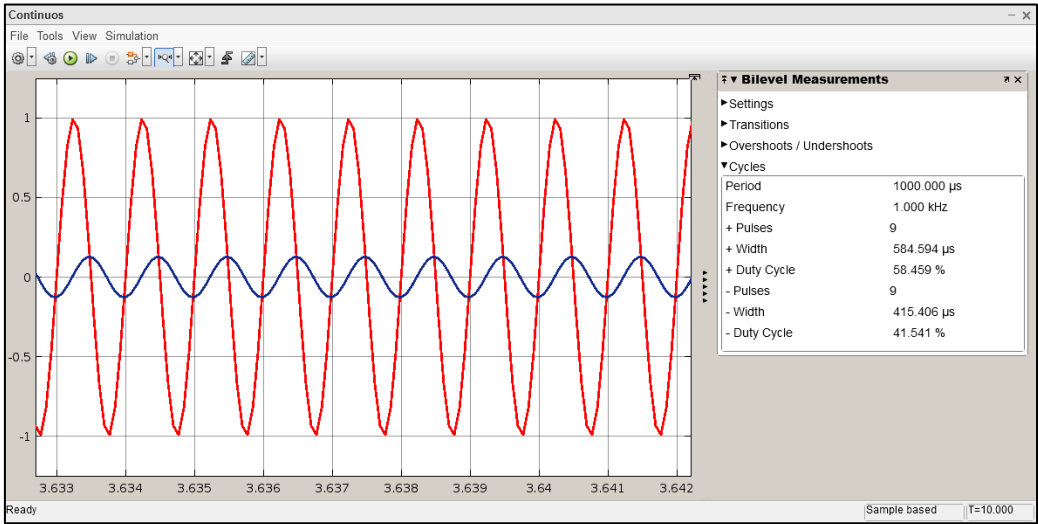 Continuos
File Tools View Simulation
Bilevel Measurements
Settings
Transitions
Overshoots / Undershoots
Cycles
Period 1000.000 µs
Frequency 1.000 kHz
+ Pulses 9
+ Width 584.594 µs
+ Duty Cycle 58.459 %
- Pulses 9
- Width 415.406 µs
- Duty Cycle 41.541 %
1
0.5
0
-0.5
-1
3.633 3.634 3.635 3.636 3.637 3.638 3.639 3.64 3.641 3.642
Ready Sample based T=10.000